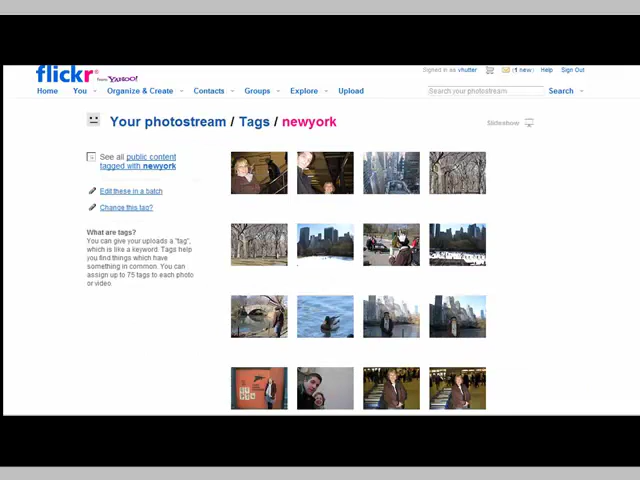 flickr from YAHOO!
Signed in as vhutter (1 new) Help Sign Out
Home You Organize & Create Contacts Groups Explore Upload Search your photostream Search
Your photostream / Tags / newyork
Slideshow
See all public content
tagged with newyork
Edit these in a batch
Change this tag?
What are tags?
You can give your uploads a "tag",
which is like a keyword. Tags help
you find things which have
something in common. You can
assign up to 75 tags to each photo
or video.